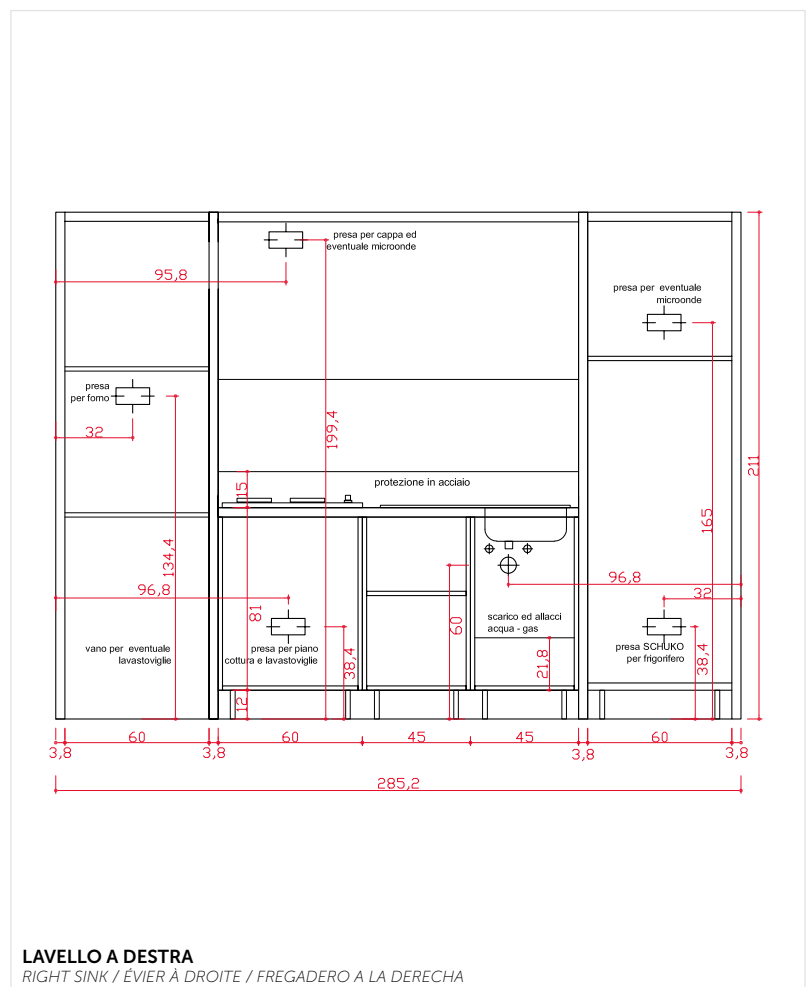 presa per cappa ed
eventuale microonde
95,8
presa per eventuale
microonde
presa
per forno
32
199,4
211
15
protezione in acciaio
165
134,4
96,8
96,8
81
60
32
scarico ed allacci
acqua - gas
vano per eventuale
lavastoviglie
presa per piano
cottura e lavastoviglie
38,4
21,8
presa SCHUKO
per frigorifero
38,4
12
3,8
60
3,8
60
45
45
3,8
60
3,8
285,2
LAVELLO A DESTRA
RIGHT SINK / ÉVIER À DROITE / FREGADERO A LA DERECHA